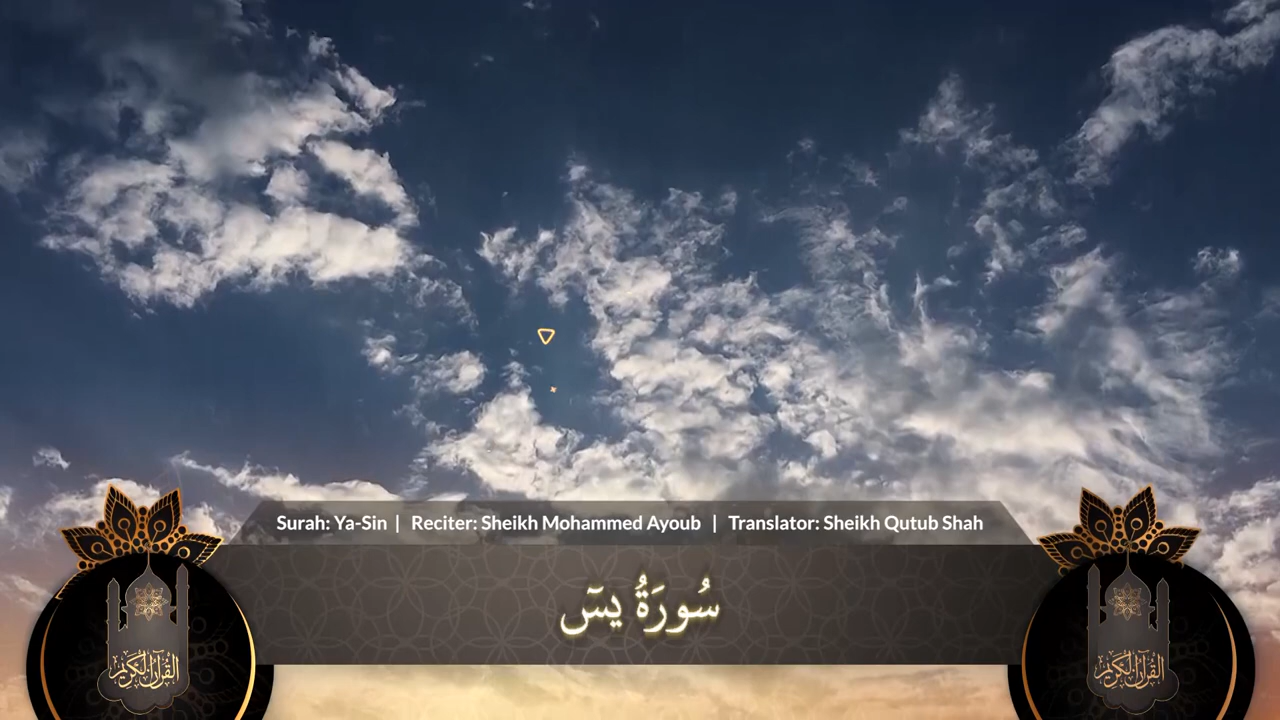 Surah: Ya-Sin | Reciter: Sheikh Mohammed Ayoub | Translator: Sheikh Qutub Shah
سُورَةُ يسٓ
القرآن الكريم
القرآن الكريم